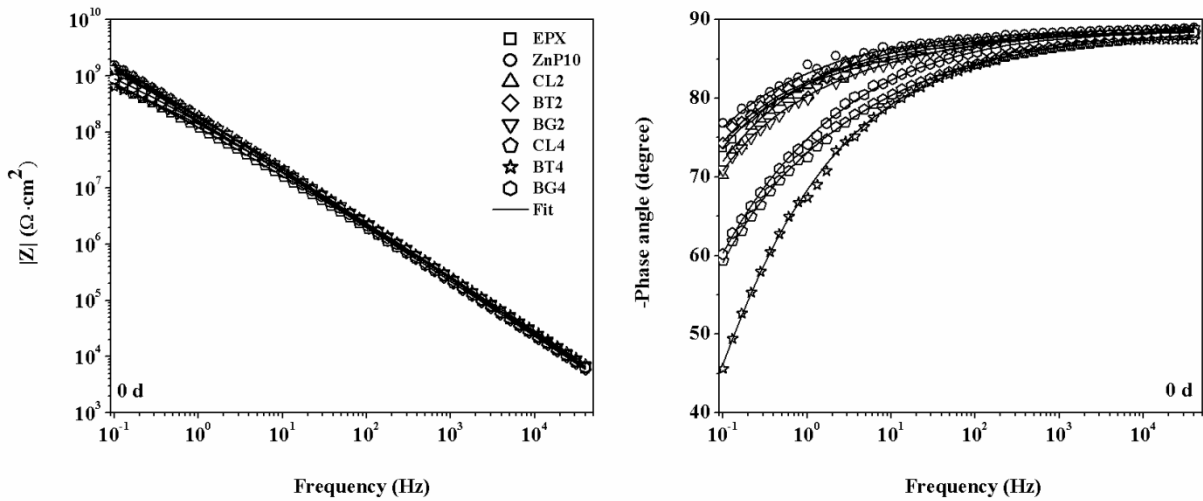 10^10
10^9
10^8
10^7
10^6
10^5
10^4
10^3
|Z| (Ω·cm^2)
EPX
ZnP10
CL2
BT2
BG2
CL4
BT4
BG4
Fit
0 d
10^-1 10^0 10^1 10^2 10^3 10^4
Frequency (Hz)
90
80
70
60
50
40
-Phase angle (degree)
0 d
10^-1 10^0 10^1 10^2 10^3 10^4
Frequency (Hz)